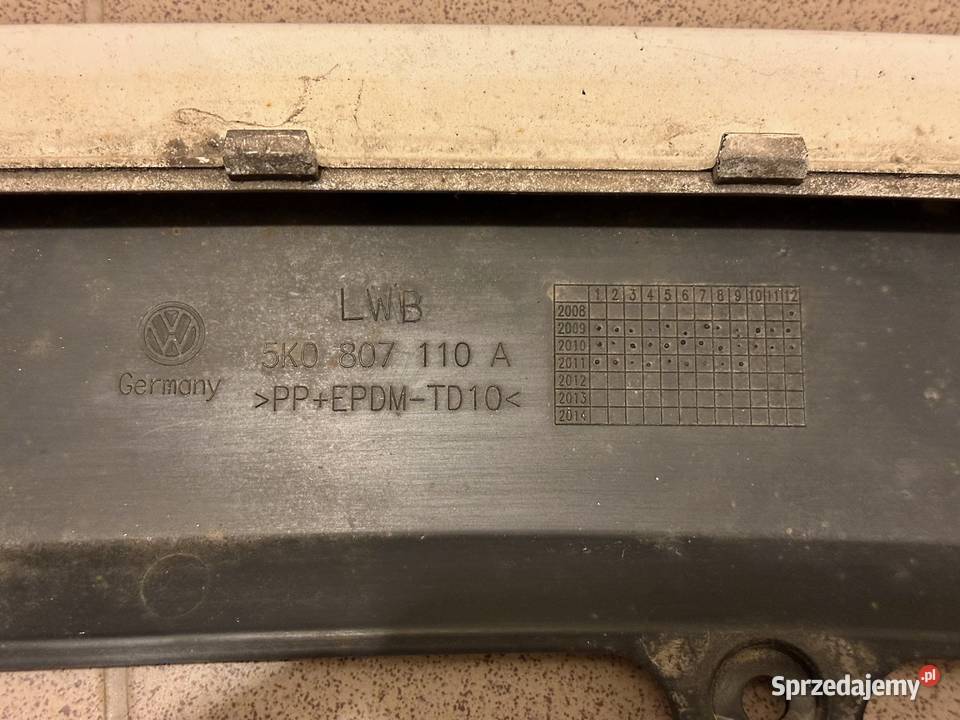 LWB
5K0 807 110 A
>PP+EPDM-TD10<
Germany
1 2 3 4 5 6 7 8 9 10 11 12
2008
2009
2010
2011
2012
2013
2014
Sprzedajemy.pl